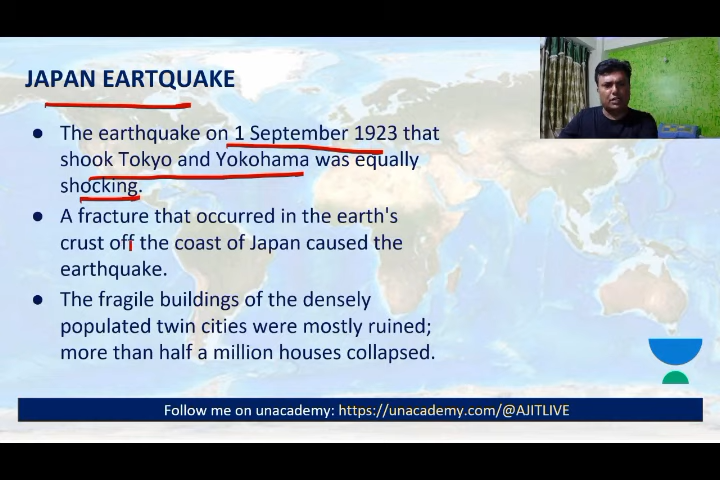 JAPAN EARTQUAKE
● The earthquake on 1 September 1923 that
shook Tokyo and Yokohama was equally
shocking.
● A fracture that occurred in the earth's
crust off the coast of Japan caused the
earthquake.
● The fragile buildings of the densely
populated twin cities were mostly ruined;
more than half a million houses collapsed.
Follow me on unacademy: https://unacademy.com/@AJITLIVE